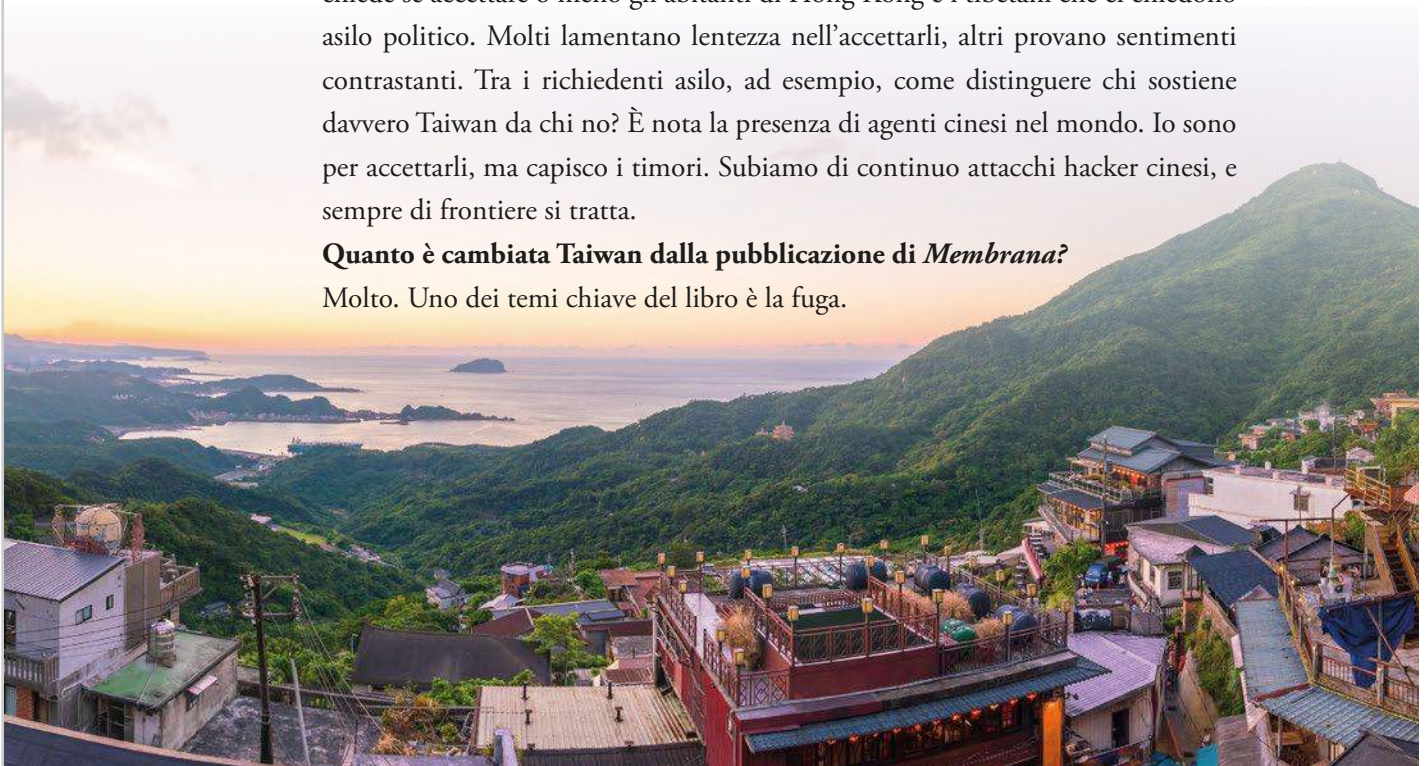 chiede se accettare o meno gli abitanti di Hong Kong e i tibetani che ci chiedono
asilo politico. Molti lamentano lentezza nell'accettarli, altri provano sentimenti
contrastanti. Tra i richiedenti asilo, ad esempio, come distinguere chi sostiene
davvero Taiwan da chi no? È nota la presenza di agenti cinesi nel mondo. Io sono
per accettarli, ma capisco i timori. Subiamo di continuo attacchi hacker cinesi, e
sempre di frontiere si tratta.
Quanto è cambiata Taiwan dalla pubblicazione di Membrana?
Molto. Uno dei temi chiave del libro è la fuga.